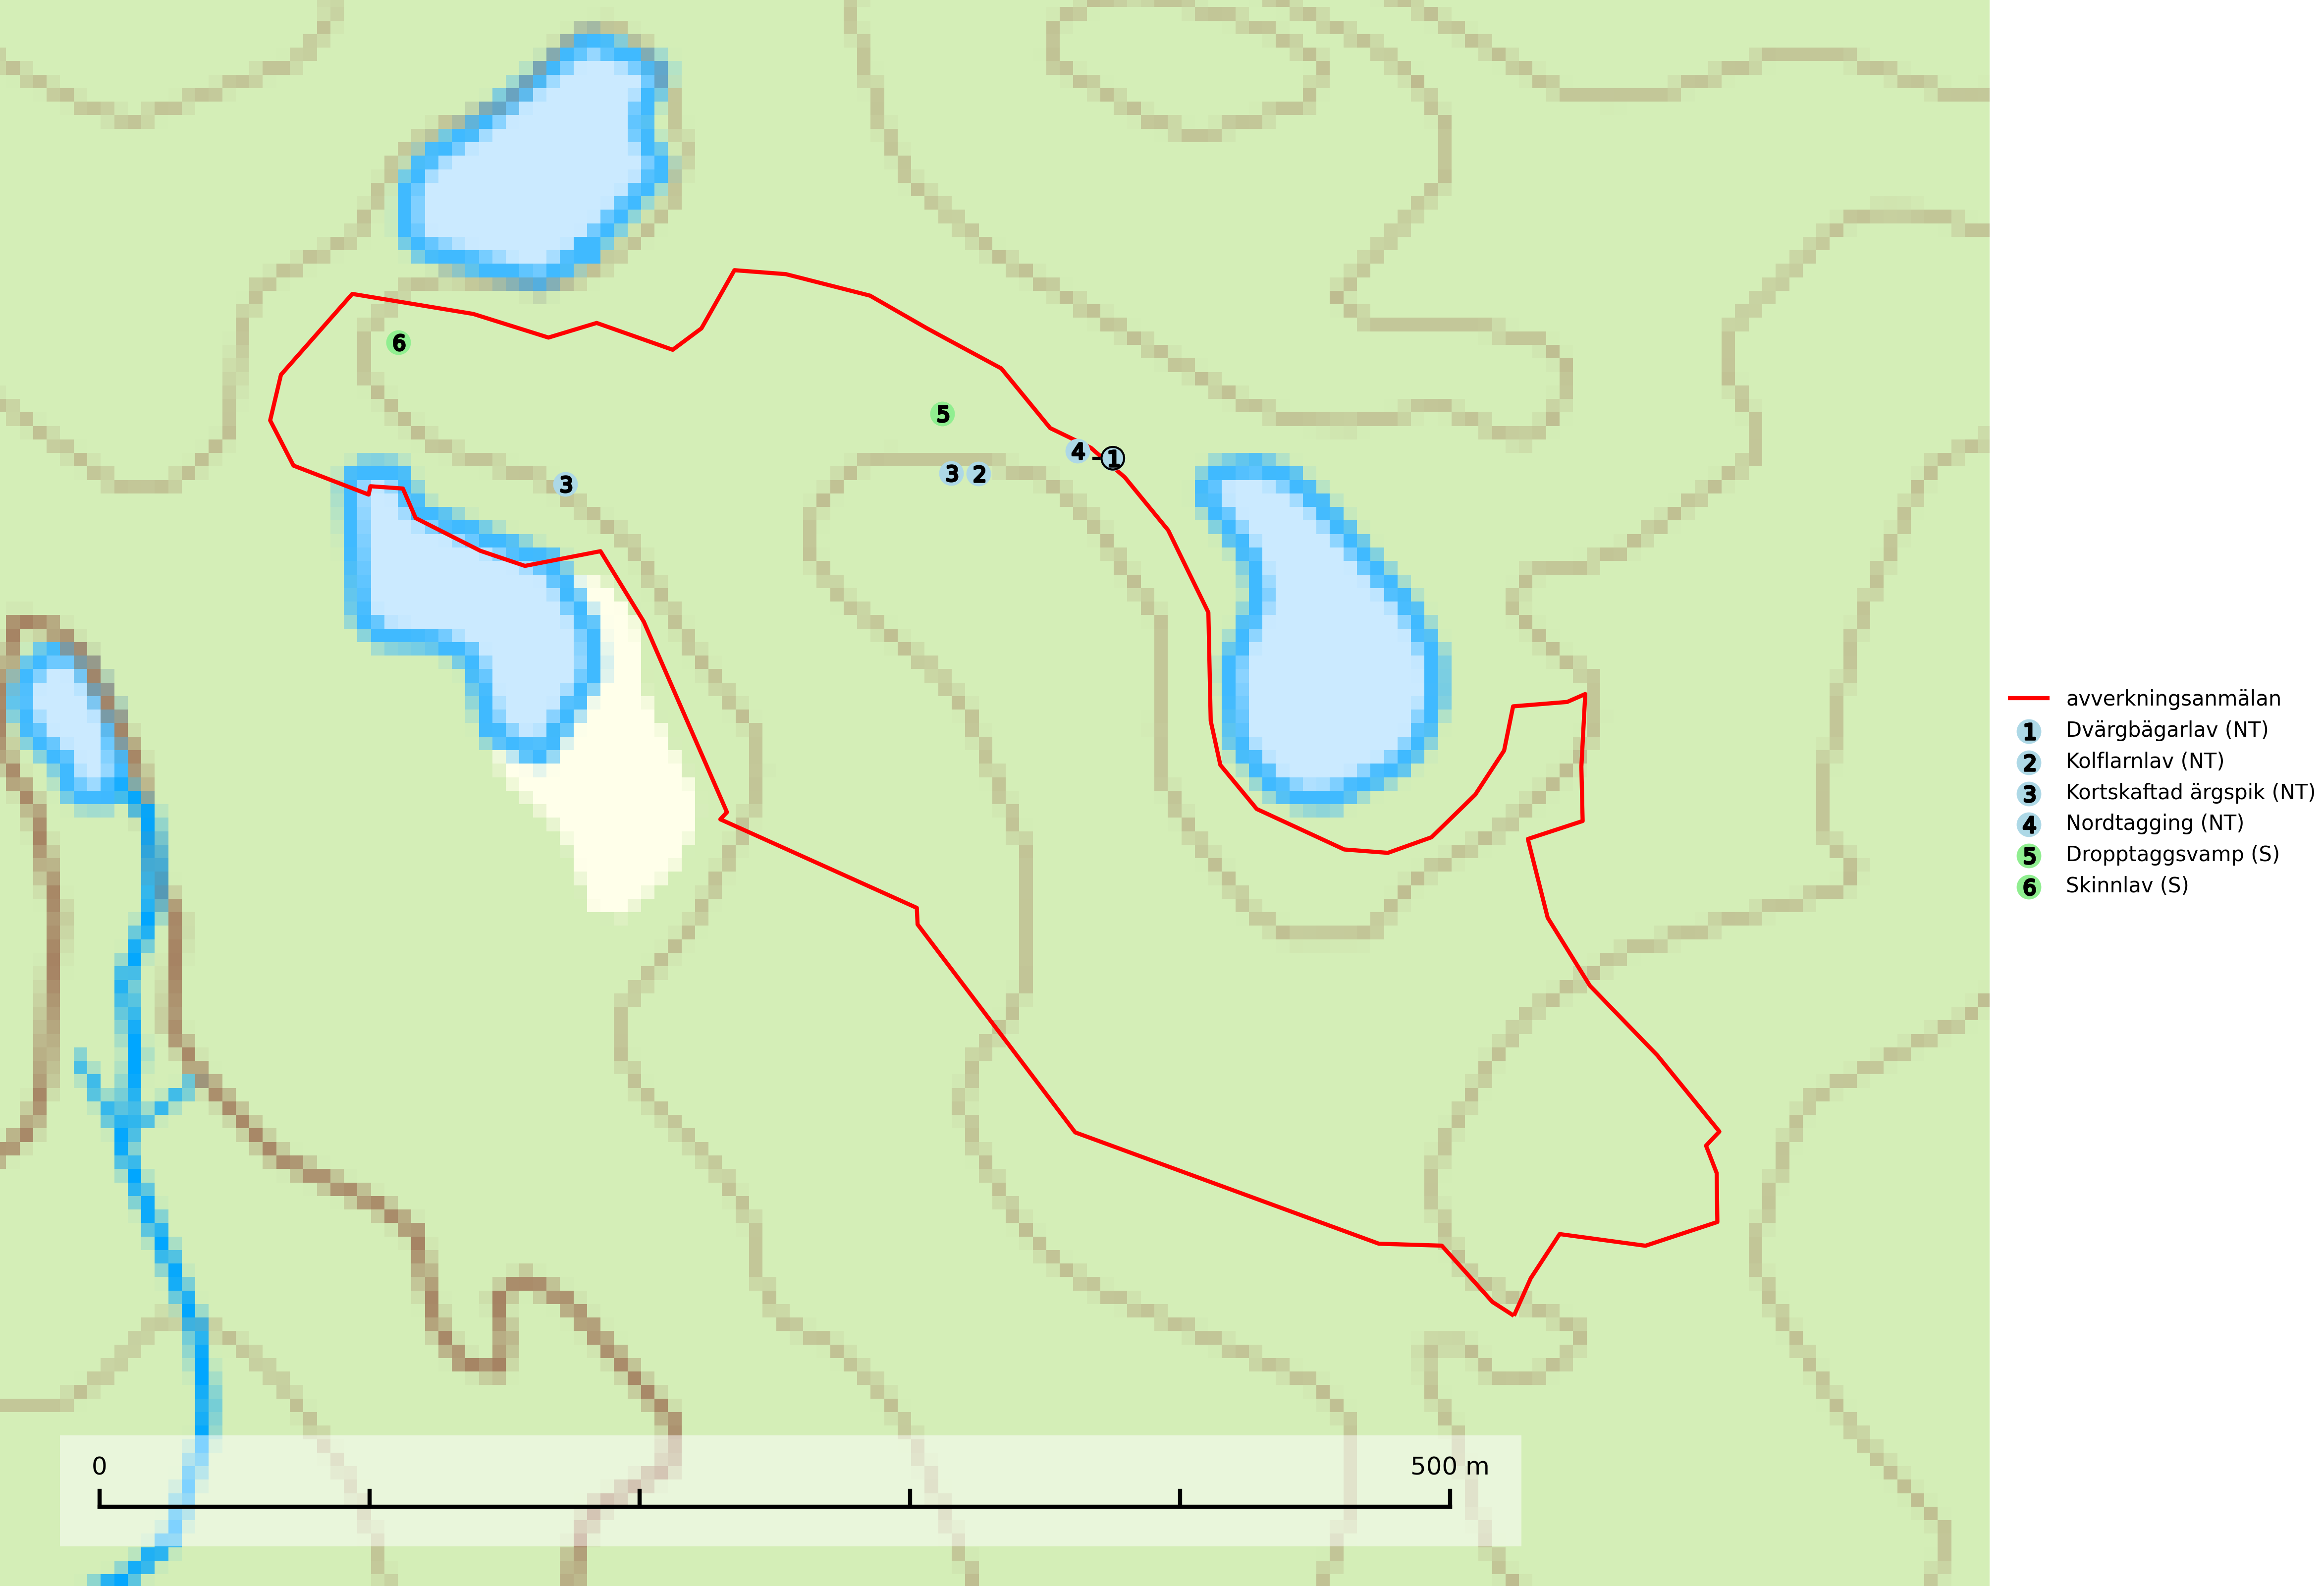 6
5
4 1
3 2
3
avverkningsanmälan
1 Dvärgbägarlav (NT)
2 Kolflarnlav (NT)
3 Kortskaftad ärgspik (NT)
4 Nordtagging (NT)
5 Dropptaggsvamp (S)
6 Skinnlav (S)
0 500 m